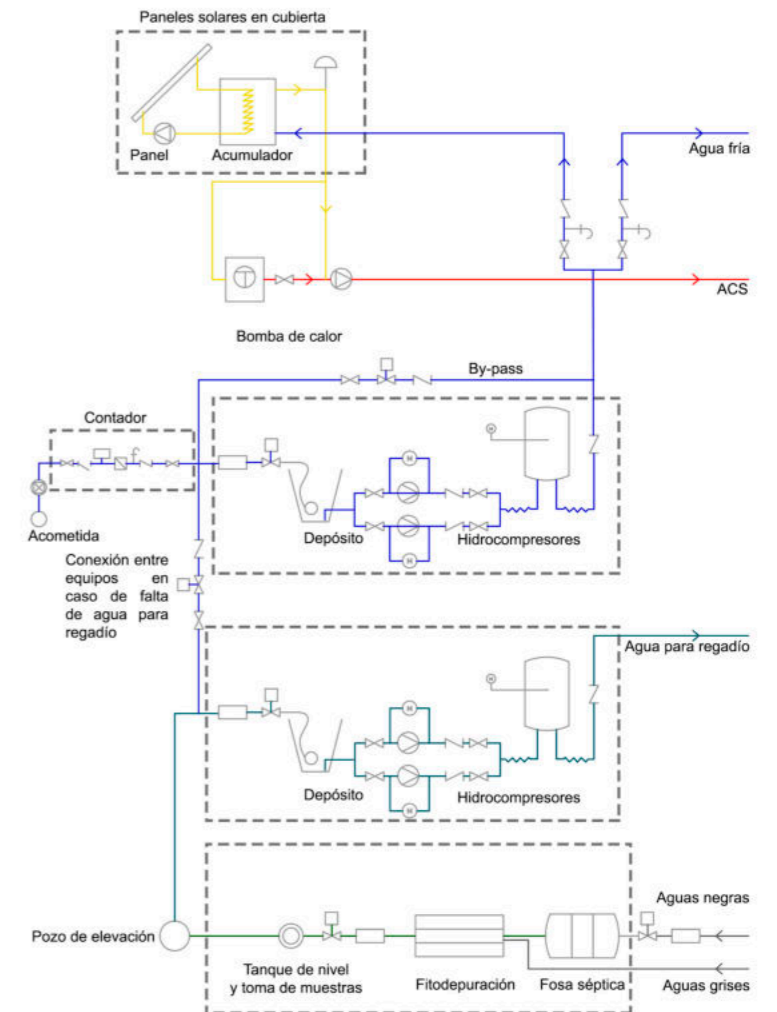 Paneles solares en cubierta
Panel
Acumulador
Agua fría
ACS
Bomba de calor
By-pass
Contador
Acometida
Depósito
Hidrocompresores
Conexión entre
equipos en
caso de falta
de agua para
regadío
Agua para regadío
Depósito
Hidrocompresores
Aguas negras
Pozo de elevación
Tanque de nivel
y toma de muestras
Fitodepuración
Fosa séptica
Aguas grises